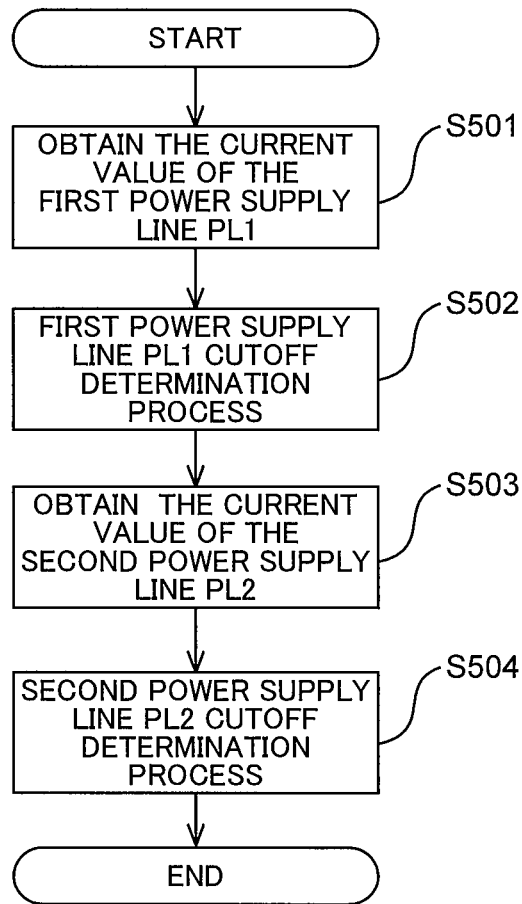 START
S501
OBTAIN THE CURRENT
VALUE OF THE
FIRST POWER SUPPLY
LINE PL1
S502
FIRST POWER SUPPLY
LINE PL1 CUTOFF
DETERMINATION
PROCESS
S503
OBTAIN THE CURRENT
VALUE OF THE
SECOND POWER SUPPLY
LINE PL2
S504
SECOND POWER SUPPLY
LINE PL2 CUTOFF
DETERMINATION
PROCESS
END